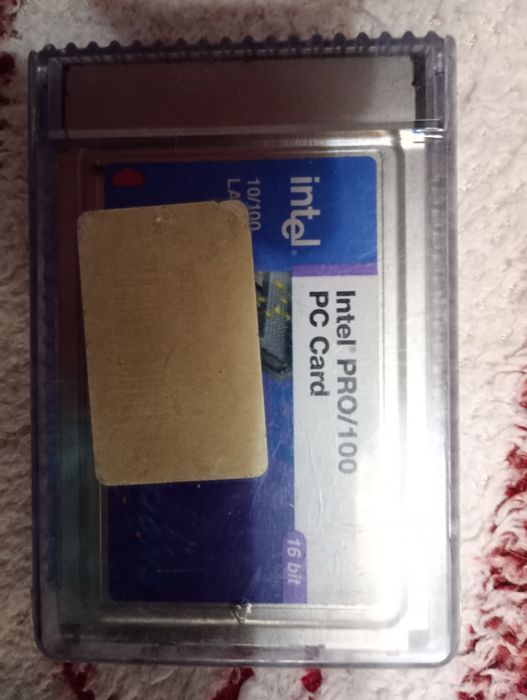 intel®
10/100
LA
Intel® PRO/100
PC Card
16 bit